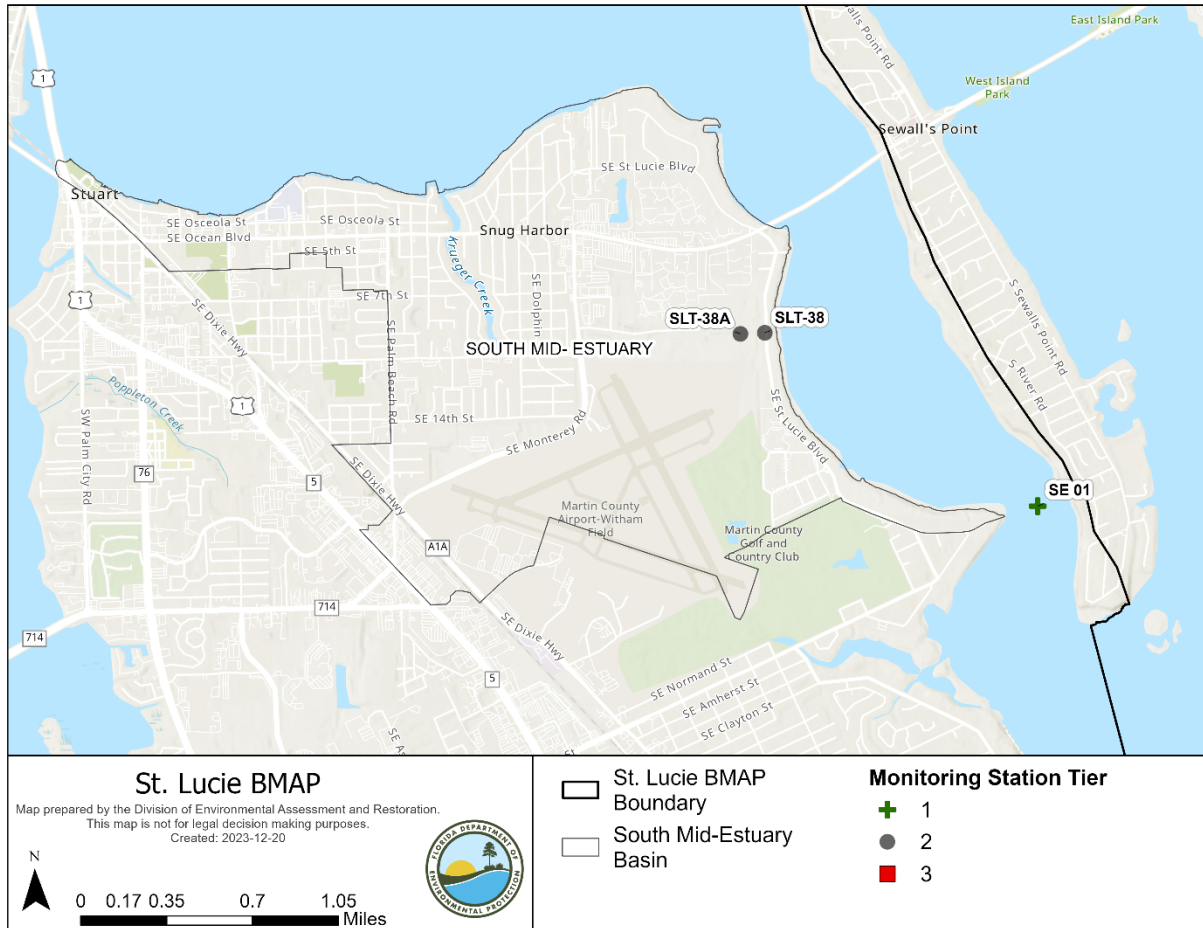 East Island Park
Sewalls Point Rd
1
West Island
Park
Sewall's Point
SE St Lucie Blvd
Stuart
SE Osceola St
SE Osceola St
SE Ocean Blvd
Snug Harbor
SE 5th St
Krueger Creek
SE 7th St
SE Dolphin
SE Dixie Hwy
SE Palm Beach Rd
SLT-38A
SLT-38
S Sewalls Point Rd
SOUTH MID- ESTUARY
S River Rd
1
Poppleton Creek
1
SE 14th St
SE Monterey Rd
SE St Lucie Blvd
SW Palm City Rd
76
5
SE Dixie Hwy
SE 01
Martin County
Airport-Witham
Field
Martin County
Golf and
Country Club
A1A
714
714
SE Dixie Hwy
5
SE Normand St
SE Amherst St
SE Clayton St
St
St. Lucie BMAP
Map prepared by the Division of Environmental Assessment and Restoration.
This map is not for legal decision making purposes.
Created: 2023-12-20
N
0 0.17 0.35 0.7 1.05
Miles
FLORIDA DEPARTMENT OF
ENVIRONMENTAL PROTECTION
St. Lucie BMAP
Boundary
South Mid-Estuary
Basin
Monitoring Station Tier
1
2
3